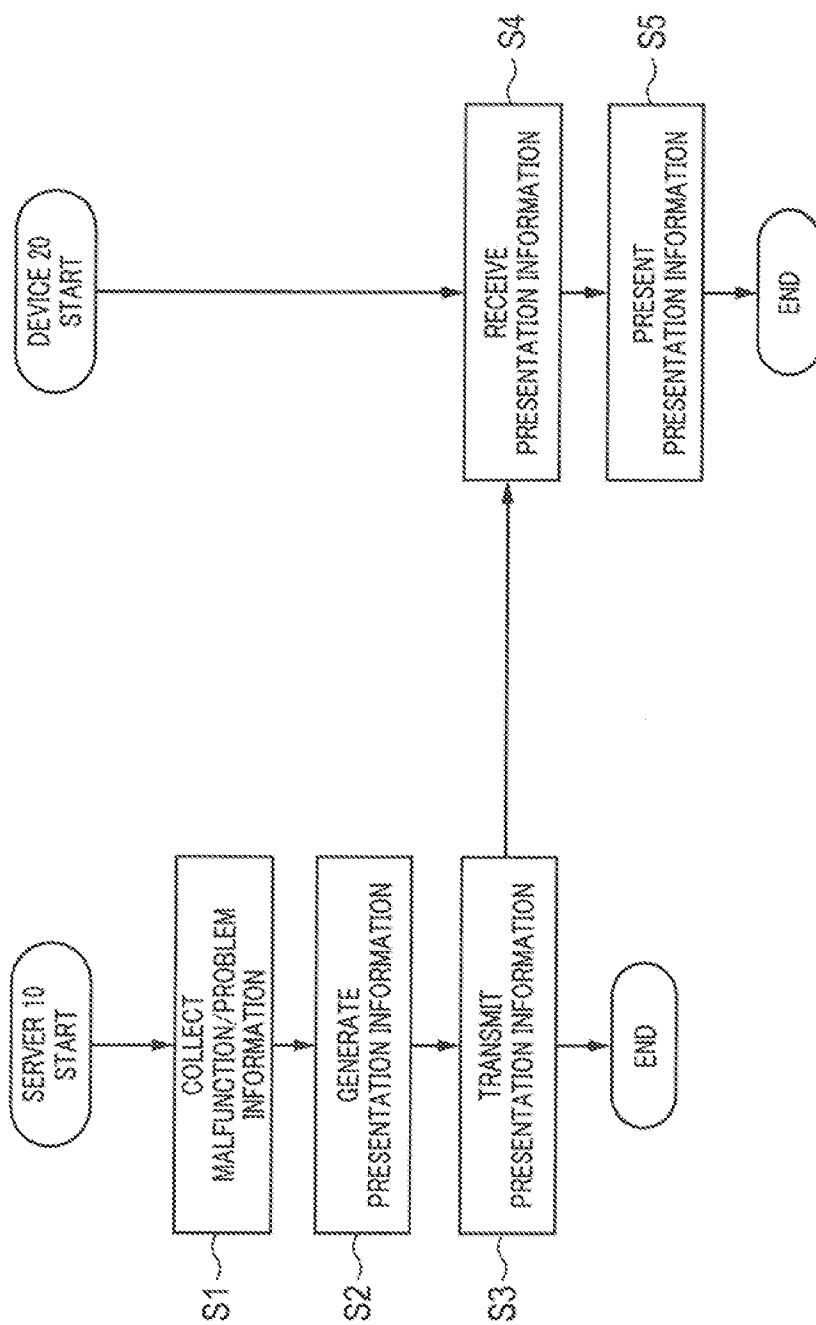 SERVER 10
START
S1
COLLECT
MALFUNCTION/PROBLEM
INFORMATION
S2
GENERATE
PRESENTATION INFORMATION
S3
TRANSMIT
PRESENTATION INFORMATION
END
DEVICE 20
START
RECEIVE
PRESENTATION INFORMATION
S4
PRESENT
PRESENTATION INFORMATION
S5
END